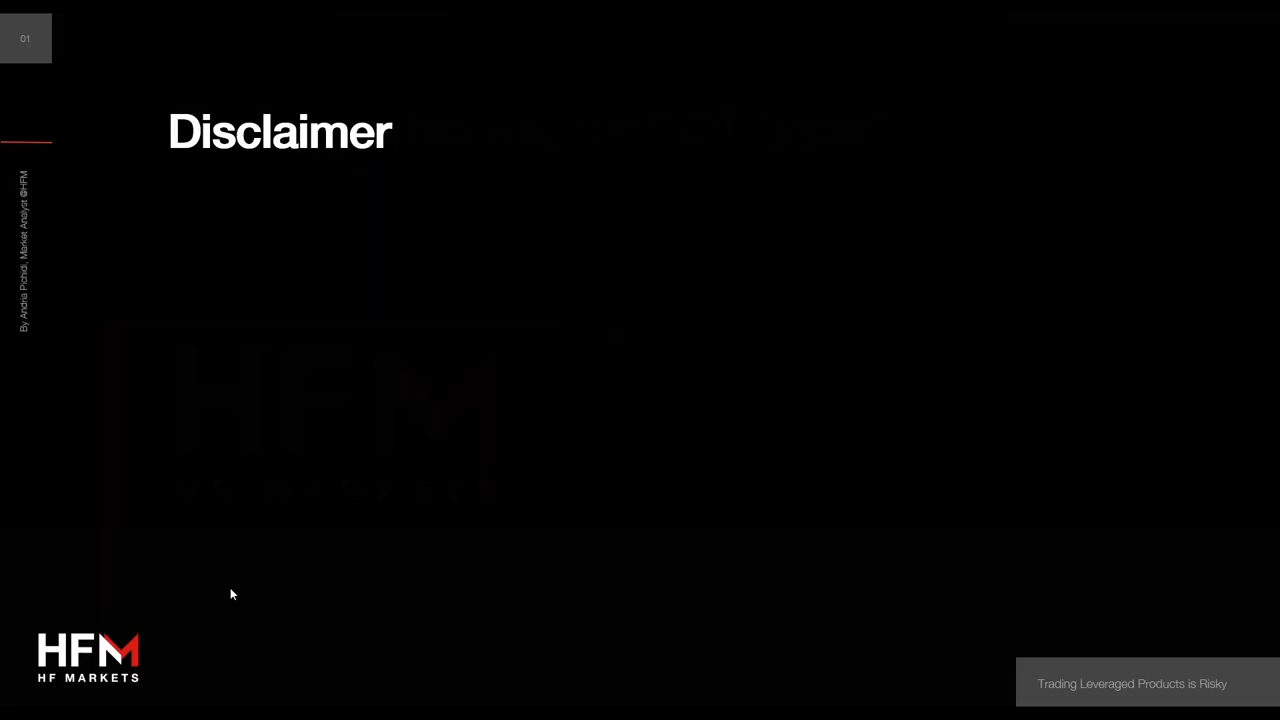 01
Disclaimer
By Andria Pichidi, Market Analyst @HFM
HFM
HF MARKETS
Trading Leveraged Products is Risky